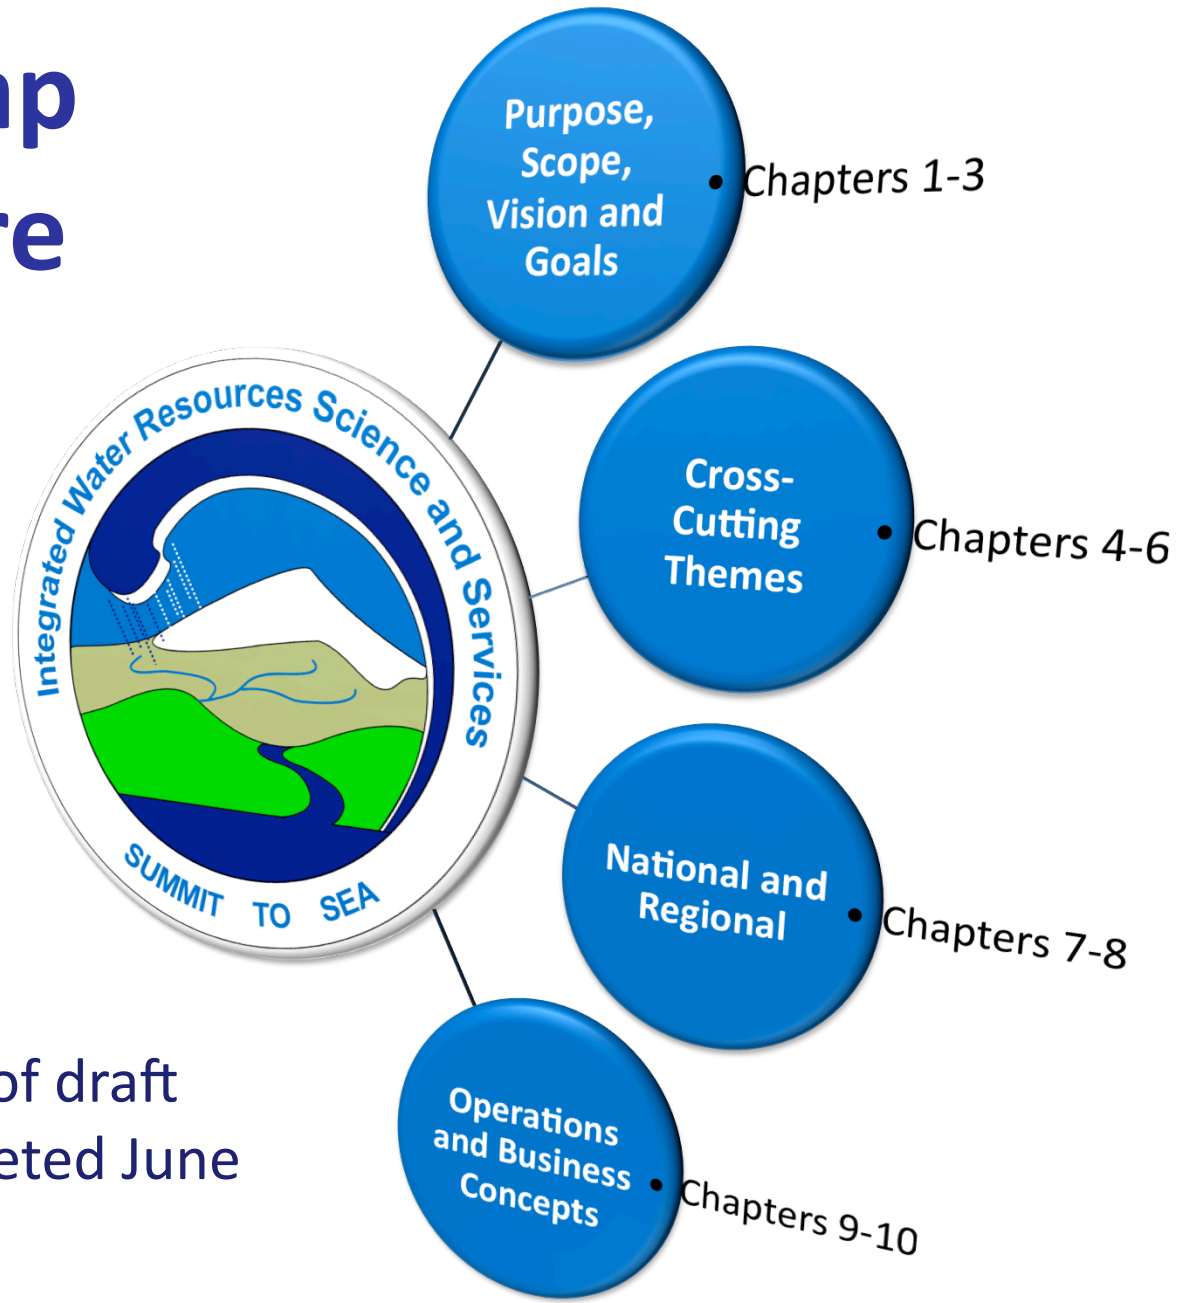 ap
re
Purpose,
Scope,
Vision and
Goals
• Chapters 1-3
Integrated Water Resources Science and Services
SUMMIT TO SEA
Cross-
Cutting
Themes
• Chapters 4-6
National and
Regional
• Chapters 7-8
Operations
and Business
Concepts
• Chapters 9-10
of draft
eted June